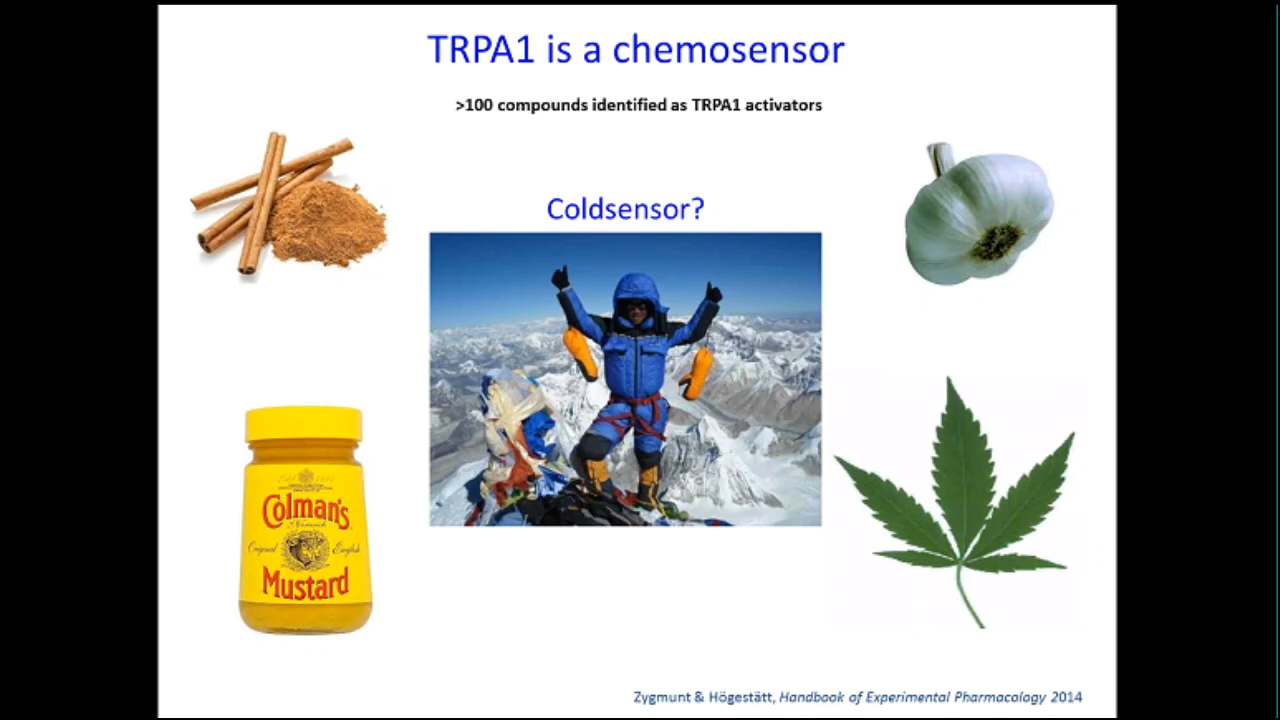 TRPA1 is a chemosensor
>100 compounds identified as TRPA1 activators
Coldsensor?
Colman's
Original English
Mustard
Zygmunt & Högestätt, Handbook of Experimental Pharmacology 2014